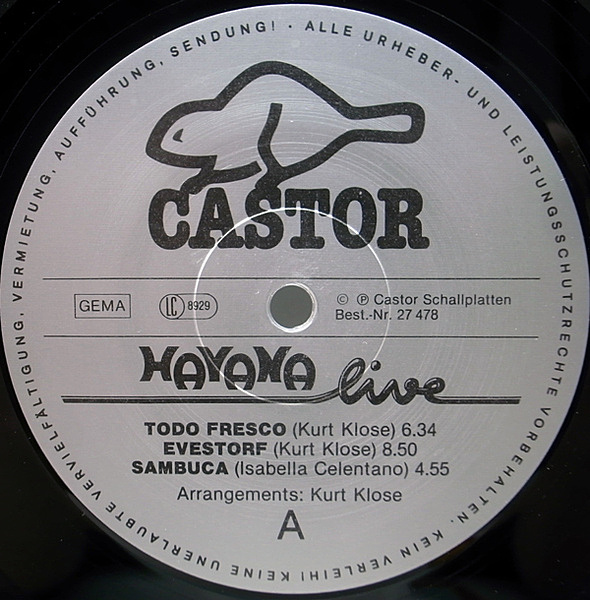 ALLE URHEBER- UND LEISTUNGSSCHUTZRECHTE VORBEHALTEN. KEIN VERLEIH! KEINE UNERLAUBTE VERVIELFÄLTIGUNG, VERMIETUNG, AUFFÜHRUNG, SENDUNG! ·
CASTOR
GEMA
LC 8929
© ℗ Castor Schallplatten
Best.-Nr. 27 478
HAVANA live
TODO FRESCO (Kurt Klose) 6.34
EVESTORF (Kurt Klose) 8.50
SAMBUCA (Isabella Celentano) 4.55
Arrangements: Kurt Klose
A